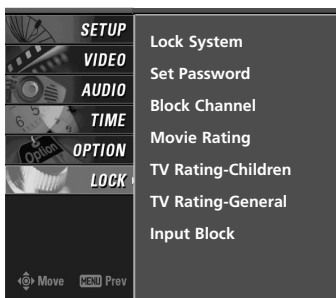 SETUP
VIDEO
AUDIO
TIME
OPTION
LOCK
Lock System
Set Password
Block Channel
Movie Rating
TV Rating-Children
TV Rating-General
Input Block
Move MENU Prev